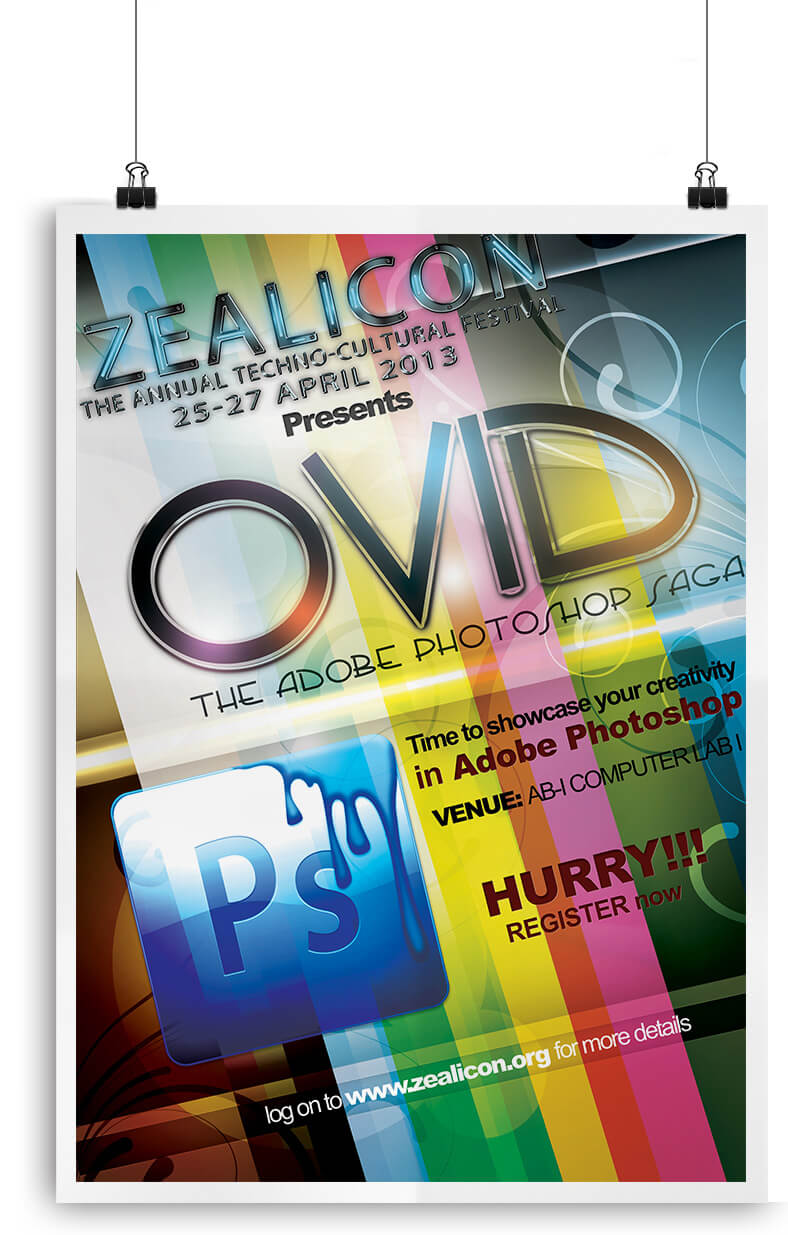 ZEALICON
THE ANNUAL TECHNO-CULTURAL FESTIVAL
25-27 APRIL 2013
Presents
OVID
THE ADOBE PHOTOSHOP SAGA
Time to showcase your creativity
in Adobe Photoshop
VENUE: AB-I COMPUTER LAB I
Ps
HURRY!!!
REGISTER now
log on to www.zealicon.org for more details